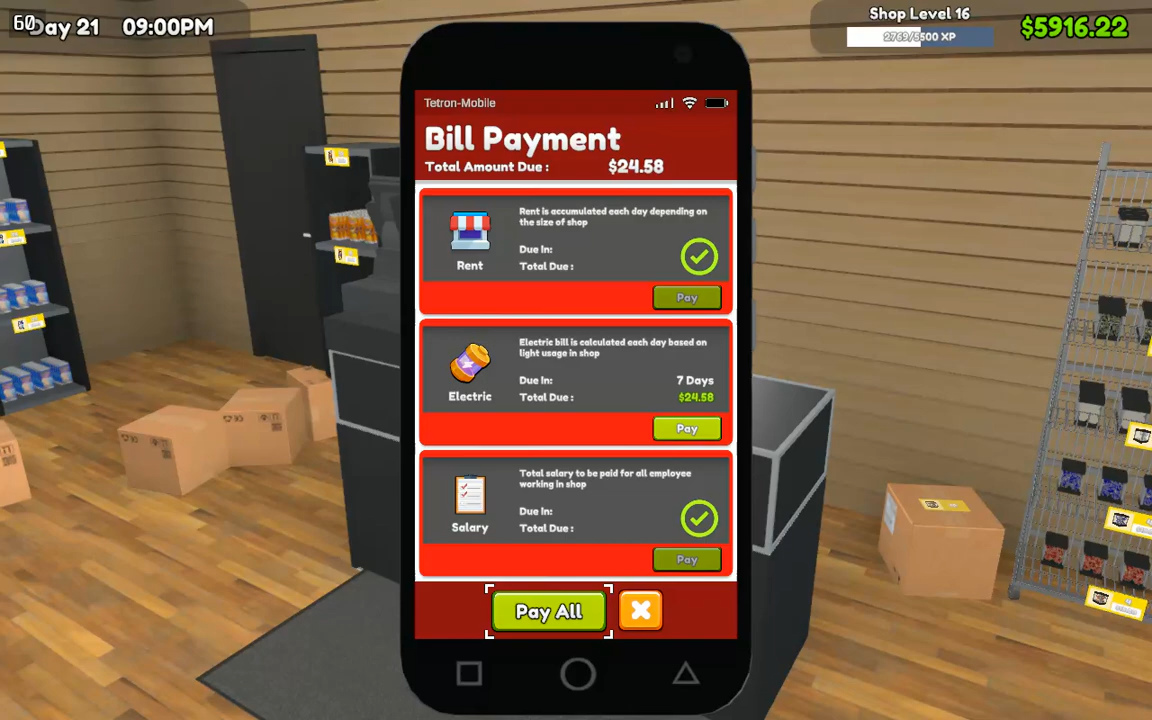 60
Day 21 09:00PM
Shop Level 16
2769/5500 XP
$5916.22
Tetron-Mobile
Bill Payment
Total Amount Due : $24.58
Rent is accumulated each day depending on
the size of shop
Due In:
Total Due :
Rent
Pay
Electric bill is calculated each day based on
light usage in shop
Due In: 7 Days
Total Due : $24.58
Electric
Pay
Total salary to be paid for all employee
working in shop
Due In:
Total Due :
Salary
Pay
Pay All